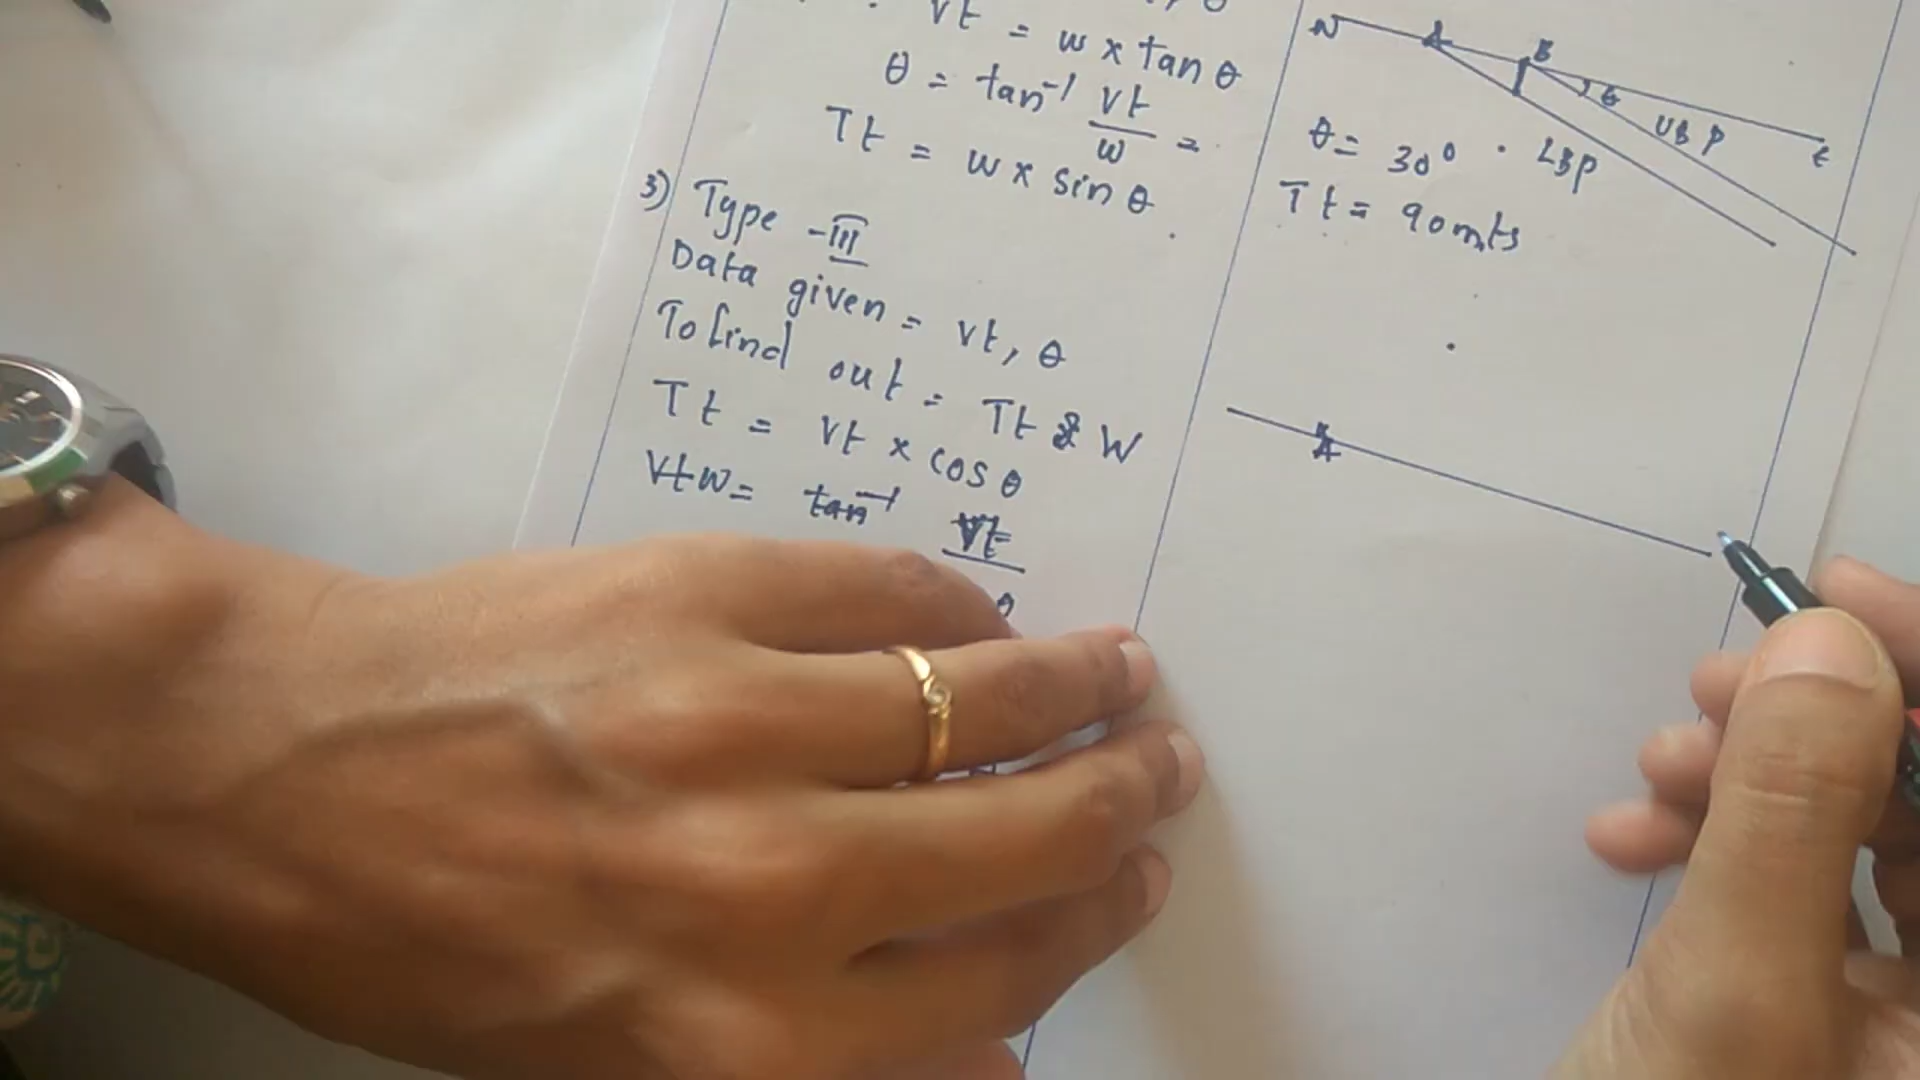 Vt = w x tan θ
θ = tan⁻¹ Vt/w =
Tt = w x sin θ
3) Type - III
Data given = Vt, θ
To find out = Tt & W
Tt = Vt x cos θ
VtW = tan⁻¹ Vt
θ
N A B
θ
UBP
E
LBP
θ = 30°
Tt = 90mts
A